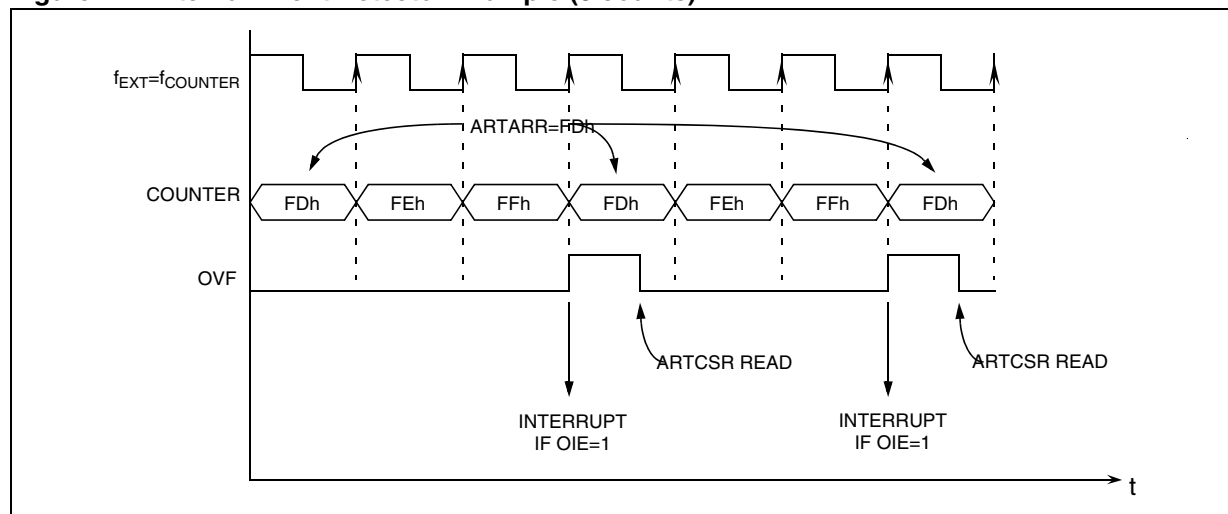 fEXT=fCOUNTER
ARTARR=FDh
COUNTER
FDh
FEh
FFh
FDh
FEh
FFh
FDh
OVF
ARTCSR READ
ARTCSR READ
INTERRUPT
IF OIE=1
INTERRUPT
IF OIE=1
t